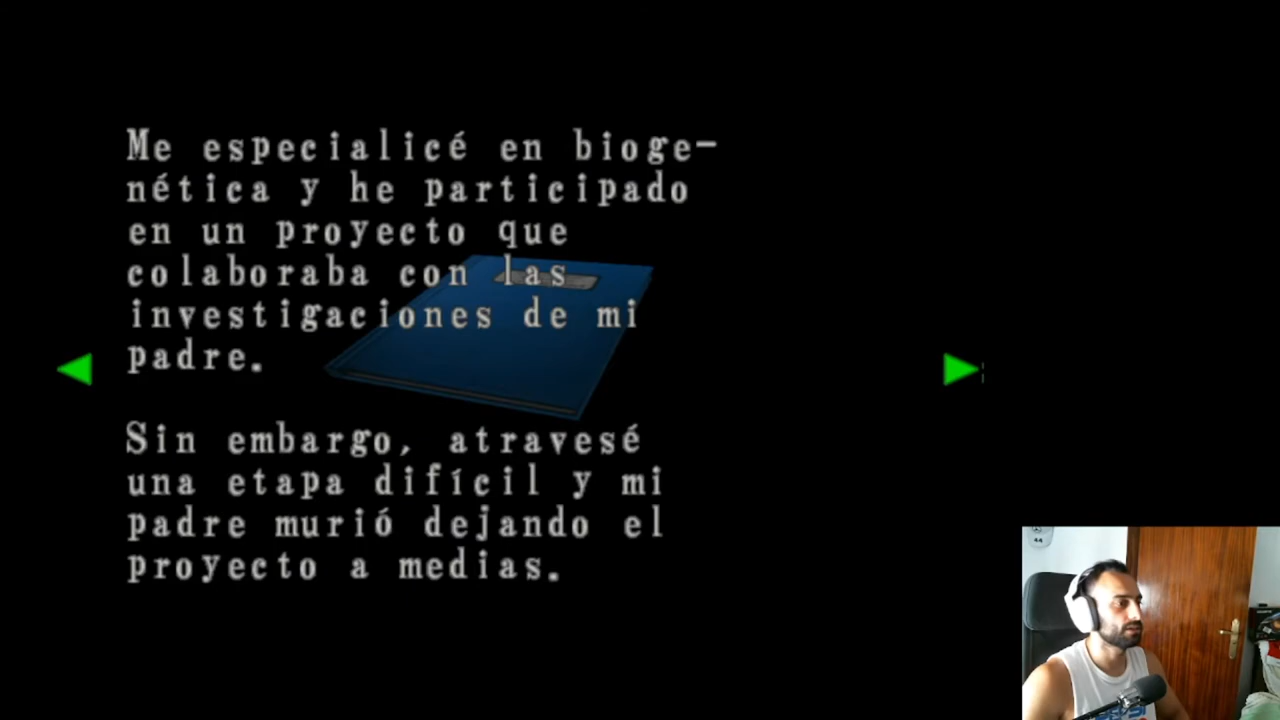 Me especialicé en bioge-
nética y he participado
en un proyecto que
colaboraba con las
investigaciones de mi
padre.
Sin embargo, atravesé
una etapa difícil y mi
padre murió dejando el
proyecto a medias.
44